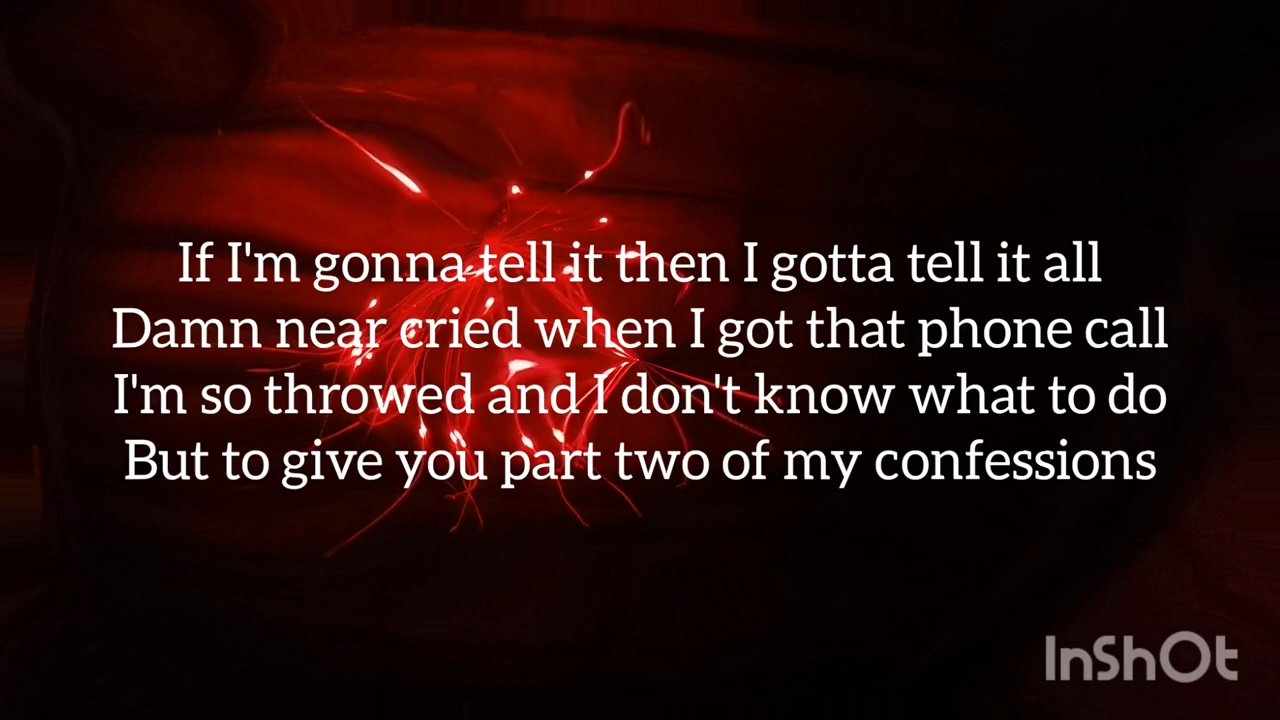 If I'm gonna tell it then I gotta tell it all
Damn near cried when I got that phone call
I'm so throwed and I don't know what to do
But to give you part two of my confessions
InShOt